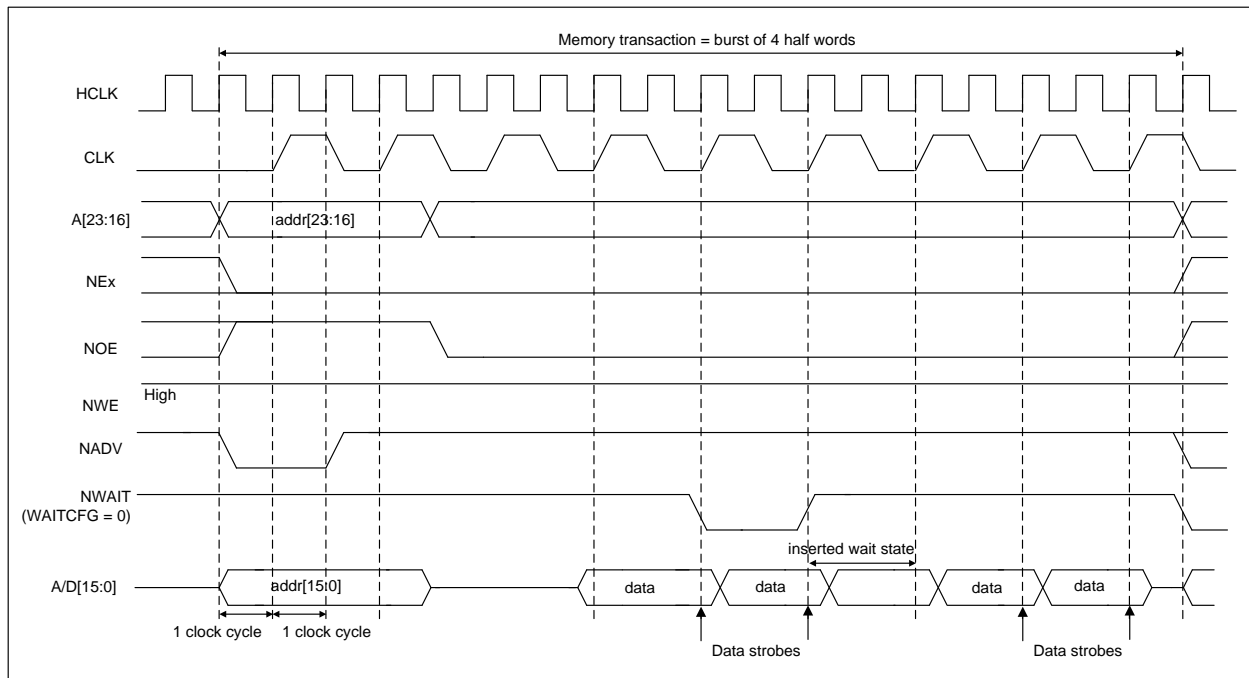 Memory transaction = burst of 4 half words
HCLK
CLK
A[23:16]
addr[23:16]
NEx
NOE
High
NWE
NADV
NWAIT
(WAITCFG = 0)
inserted wait state
A/D[15:0]
addr[15:0]
data
data
data
data
1 clock cycle
1 clock cycle
Data strobes
Data strobes